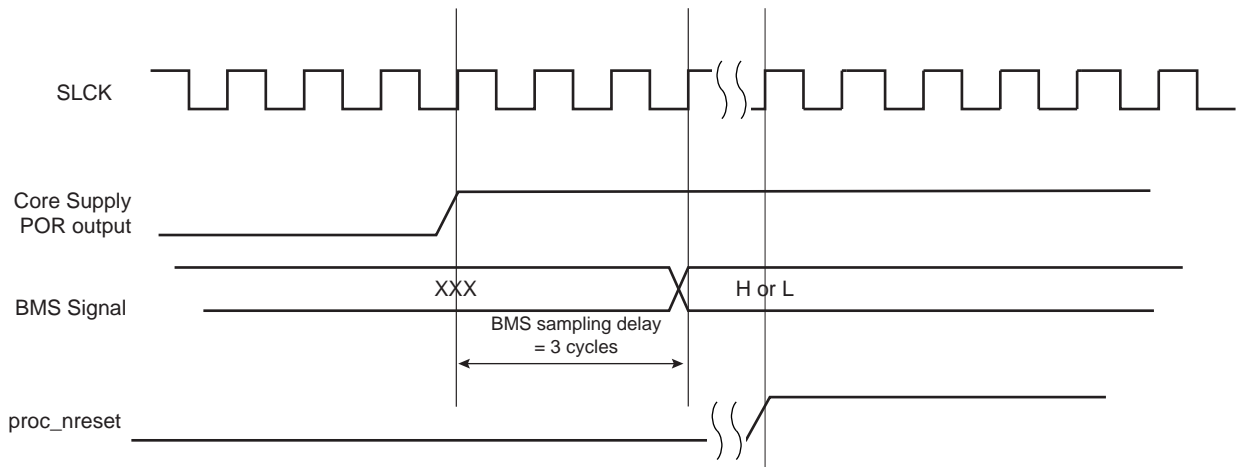 SLCK
Core Supply
POR output
BMS Signal
XXX
H or L
BMS sampling delay
= 3 cycles
proc_nreset